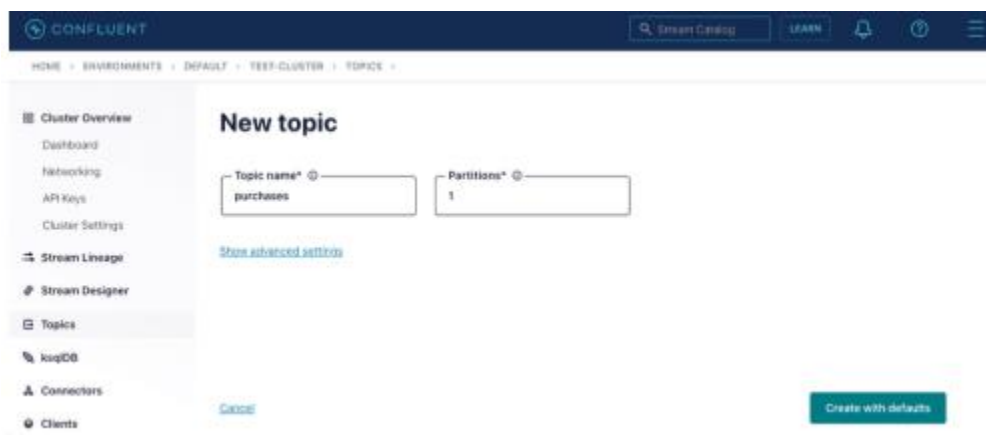 CONFLUENT
Stream Catalog
LEARN
HOME > ENVIRONMENTS > DEFAULT > TEST-CLUSTER > TOPICS >
Cluster Overview
Dashboard
Networking
API Keys
Cluster Settings
Stream Lineage
Stream Designer
Topics
ksqlDB
Connectors
Clients
New topic
Topic name*
purchases
Partitions*
1
Show advanced settings
Cancel
Create with defaults